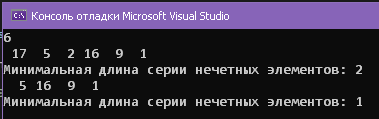 Консоль отладки Microsoft Visual Studio
6
17 5 2 16 9 1
Минимальная длина серии нечетных элементов: 2
5 16 9 1
Минимальная длина серии нечетных элементов: 1